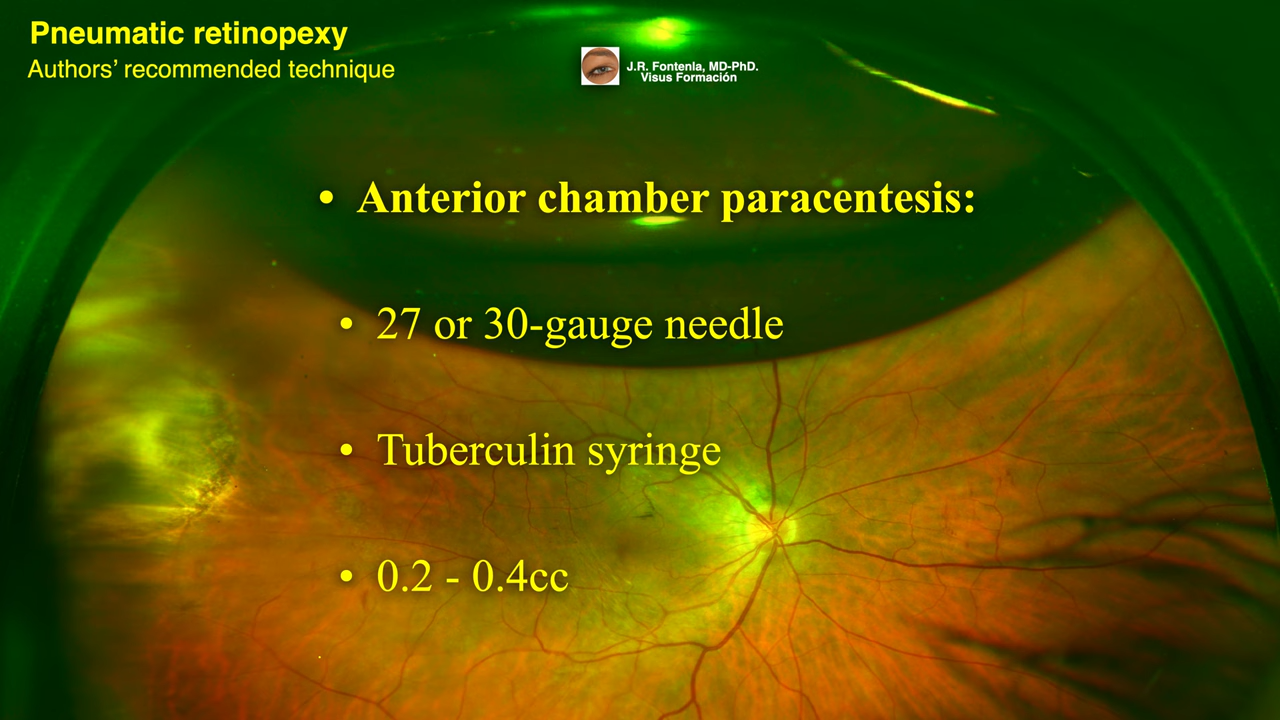 Pneumatic retinopexy
Authors’ recommended technique
J.R. Fontenla, MD-PhD.
Visus Formación
• Anterior chamber paracentesis:
• 27 or 30-gauge needle
• Tuberculin syringe
• 0.2 - 0.4cc